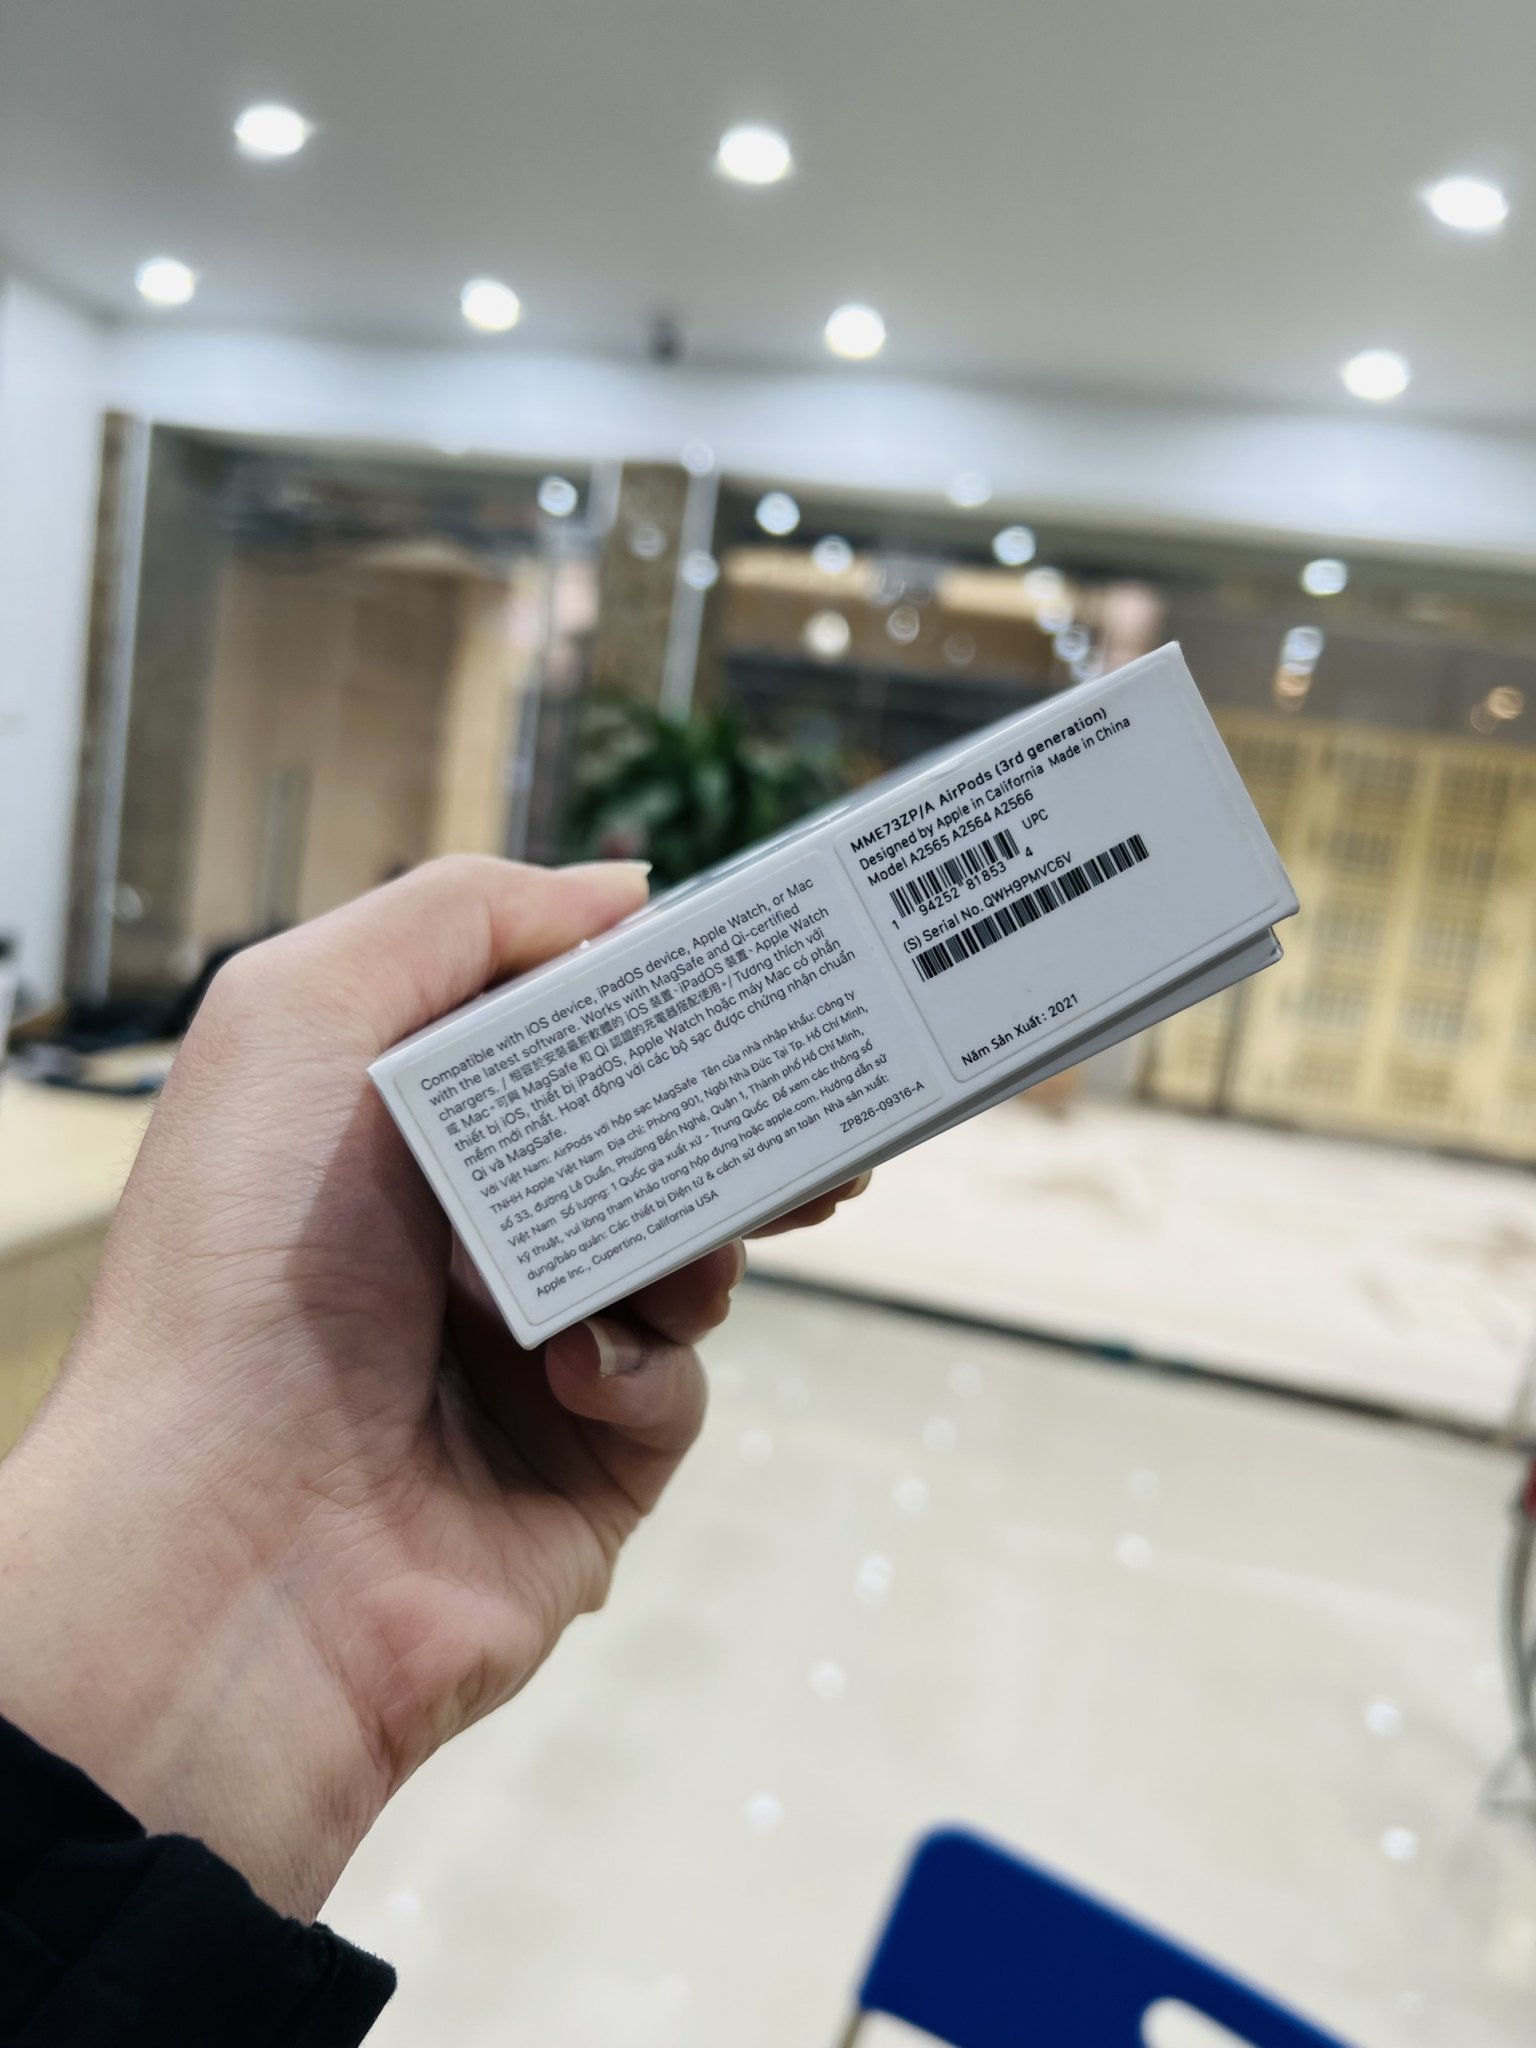 Compatible with iOS device, iPadOS device, Apple Watch, or Mac
with the latest software. Works with MagSafe and Qi-certified
chargers. / 相容於安裝最新軟體的 iOS 裝置、iPadOS 裝置、Apple Watch
或 Mac。可與 MagSafe 和 Qi 認證的充電器搭配使用。/ Tương thích với
thiết bị iOS, thiết bị iPadOS, Apple Watch hoặc máy Mac có phần
mềm mới nhất. Hoạt động với các bộ sạc được chứng nhận chuẩn
Qi và MagSafe.
Với Việt Nam: AirPods với hộp sạc MagSafe Tên của nhà nhập khẩu: Công ty
TNHH Apple Việt Nam Địa chỉ: Phòng 901, Ngôi Nhà Đức Tại Tp. Hồ Chí Minh,
số 33, đường Lê Duẩn, Phường Bến Nghé, Quận 1, Thành phố Hồ Chí Minh,
Việt Nam Số lượng: 1 Quốc gia xuất xứ - Trung Quốc Để xem các thông số
kỹ thuật, vui lòng tham khảo trong hộp đựng hoặc apple.com. Hướng dẫn sử
dụng/bảo quản: Các thiết bị Điện tử & cách sử dụng an toàn Nhà sản xuất:
Apple Inc., Cupertino, California USA
ZP826-09316-A
MME73ZP/A AirPods (3rd generation)
Designed by Apple in California Made in China
Model A2565 A2564 A2566
UPC
1 94252 81853 4
(S) Serial No. QWH9PMVC6V
Năm Sản Xuất: 2021